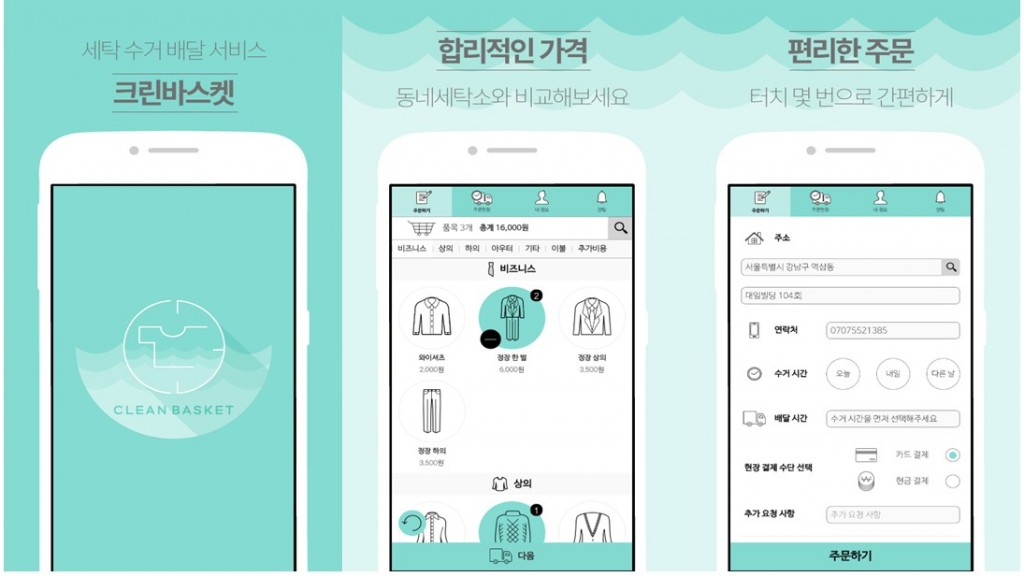 세탁 수거 배달 서비스
크린바스켓
CLEAN BASKET
합리적인 가격
동네세탁소와 비교해보세요
주문하기
주문현황
내 정보
알림
품목 3개 총계 16,000원
비즈니스 상의 하의 아우터 기타 이불 추가비용
비즈니스
2
와이셔츠
2,000원
정장 한 벌
6,000원
정장 상의
3,500원
정장 하의
3,500원
상의
1
다음
편리한 주문
터치 몇 번으로 간편하게
주문하기
주문현황
내 정보
알림
주소
서울특별시 강남구 역삼동
대일빌딩 104호
연락처
07075521385
수거 시간
오늘
내일
다른 날
배달 시간
수거 시간을 먼저 선택해주세요
현장 결제 수단 선택
카드 결제
현금 결제
추가 요청 사항
추가 요청 사항
주문하기